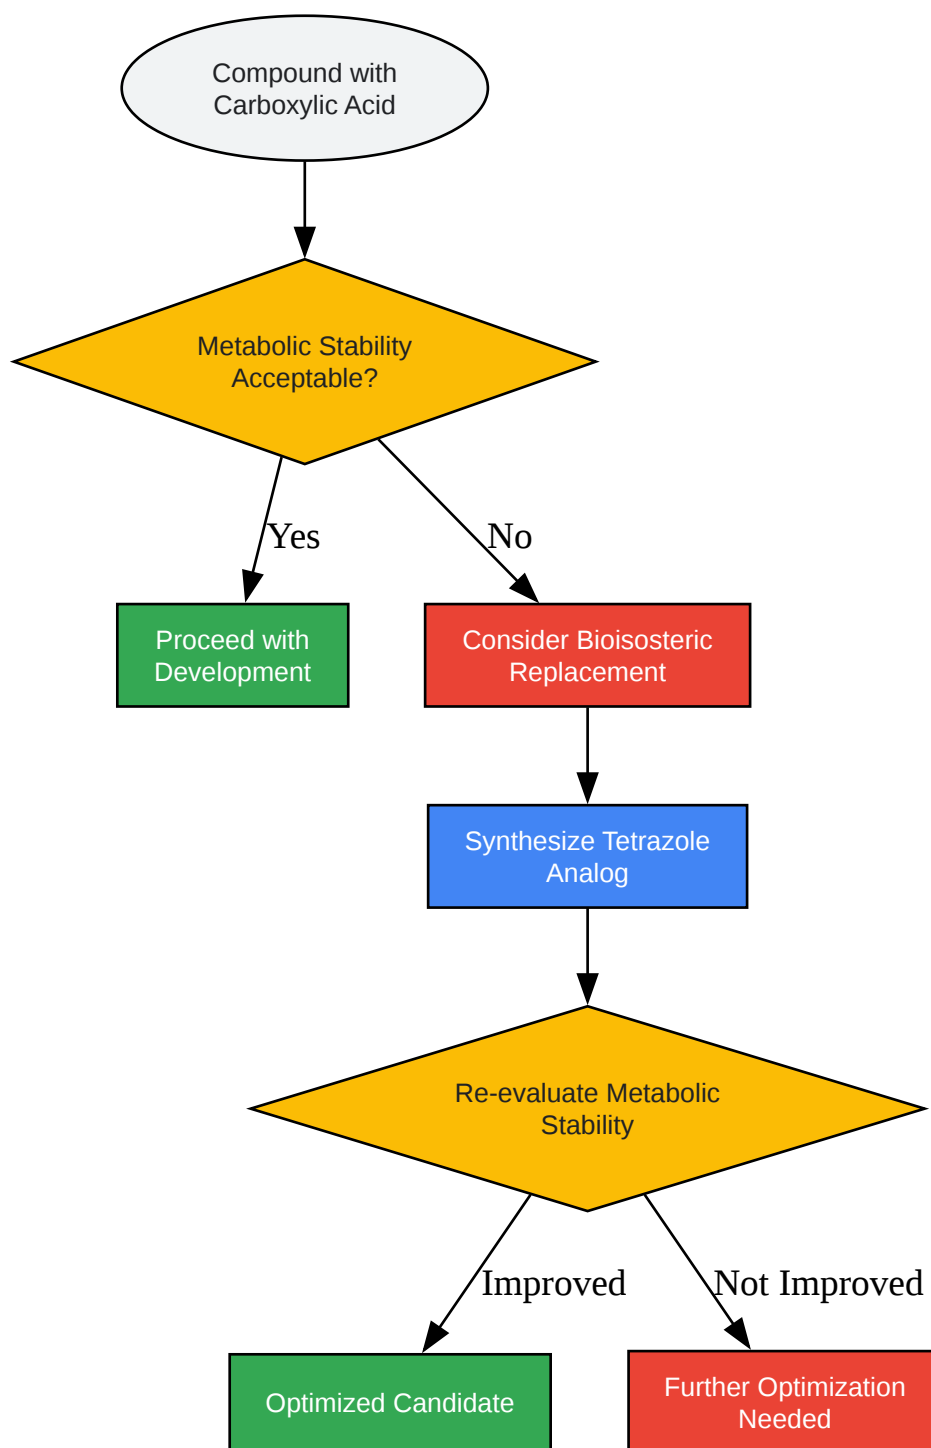 Compound with
Carboxylic Acid
Metabolic Stability
Acceptable?
Yes
No
Proceed with
Development
Consider Bioisosteric
Replacement
Synthesize Tetrazole
Analog
Re-evaluate Metabolic
Stability
Improved
Not Improved
Optimized Candidate
Further Optimization
Needed